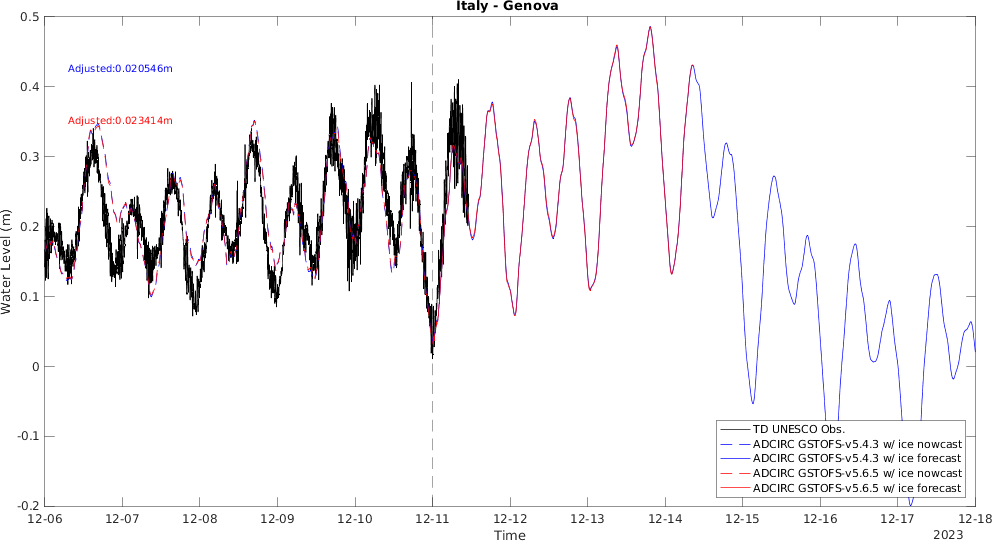 Italy - Genova
0.5
Adjusted:0.020546m
0.4
Adjusted:0.023414m
0.3
0.2
0.1
0
-0.1
-0.2
Water Level (m)
TD UNESCO Obs.
ADCIRC GSTOFS-v5.4.3 w/ ice nowcast
ADCIRC GSTOFS-v5.4.3 w/ ice forecast
ADCIRC GSTOFS-v5.6.5 w/ ice nowcast
ADCIRC GSTOFS-v5.6.5 w/ ice forecast
12-06 12-07 12-08 12-09 12-10 12-11 12-12 12-13 12-14 12-15 12-16 12-17 12-18
Time
2023